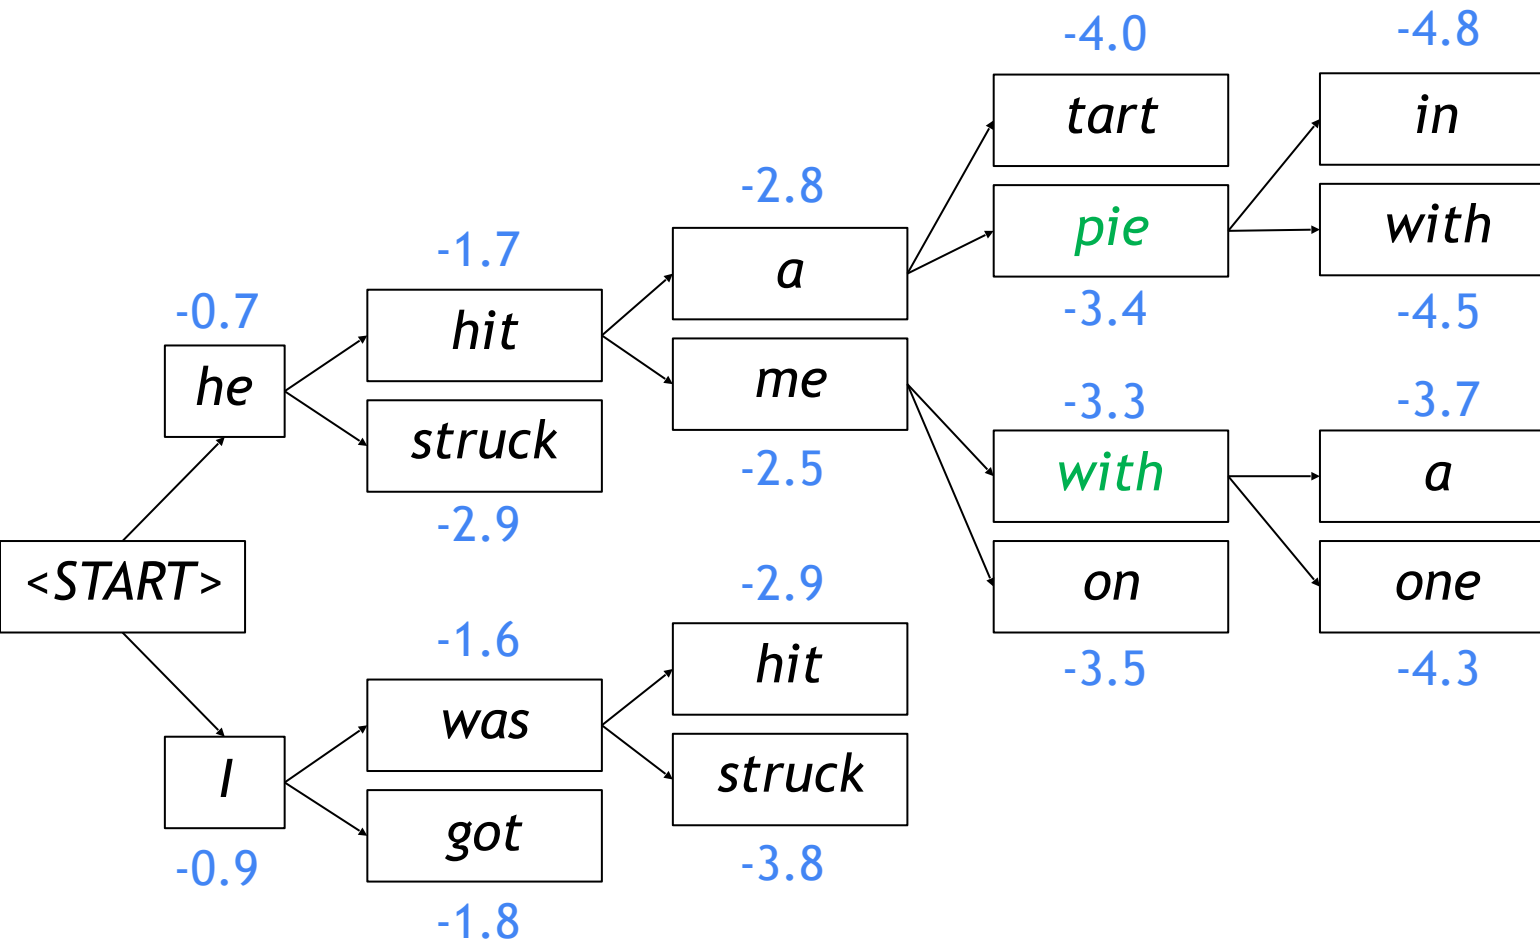 -4.0
-4.8
tart
in
-2.8
pie
with
-1.7
a
-3.4
-4.5
-0.7
hit
me
-3.3
-3.7
he
struck
-2.5
with
a
-2.9
<START>
-2.9
on
one
-1.6
hit
-3.5
-4.3
was
I
struck
got
-0.9
-3.8
-1.8